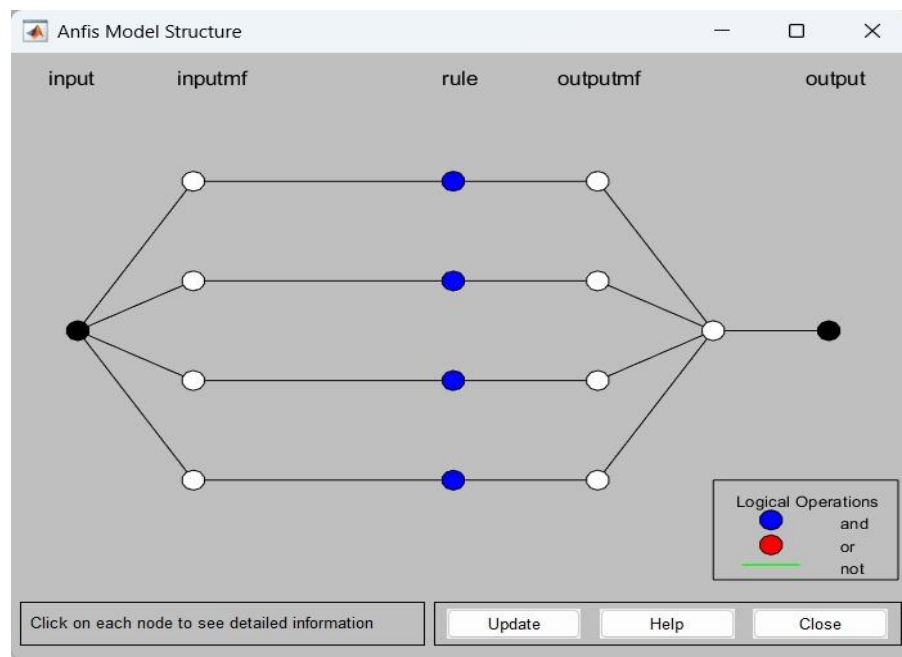 Anfis Model Structure
input inputmf rule outputmf output
Logical Operations
and
or
not
Click on each node to see detailed information
Update Help Close